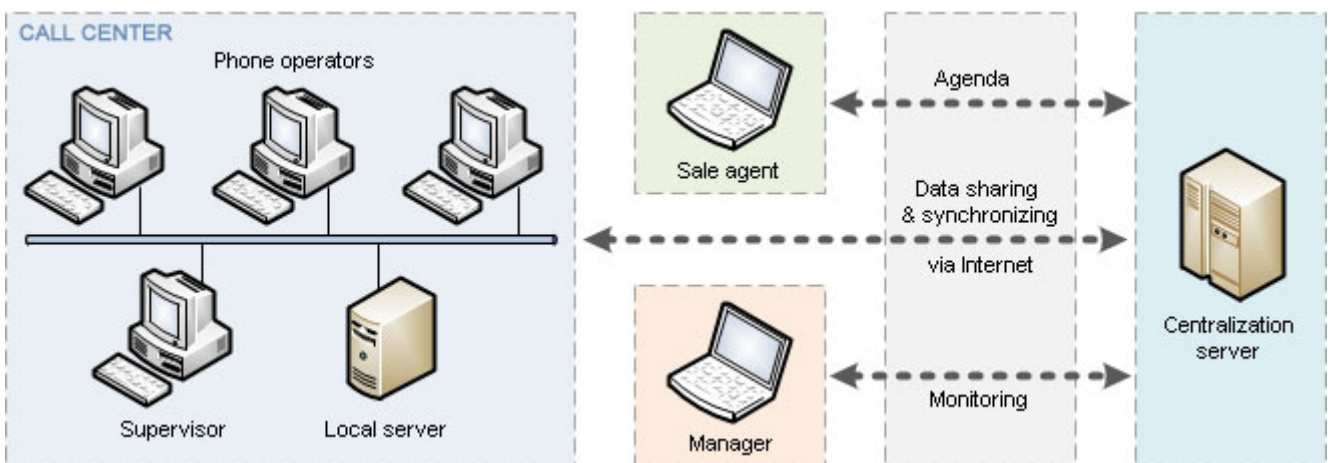 CALL CENTER
Phone operators
Supervisor
Local server
Sale agent
Manager
Agenda
Data sharing
& synchronizing
via Internet
Monitoring
Centralization
server